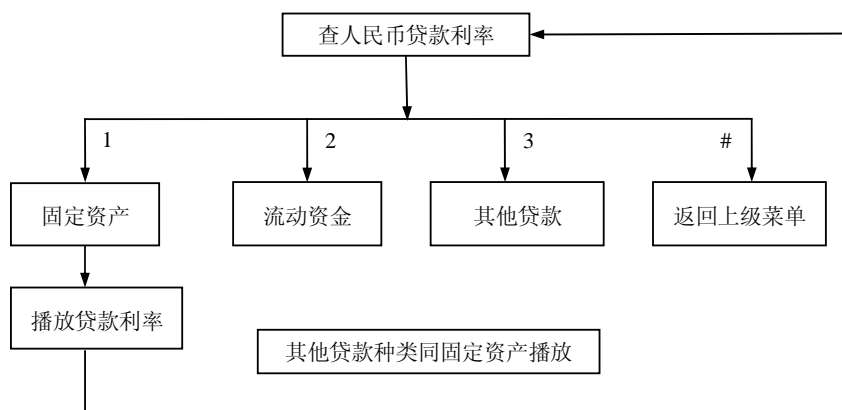 查人民币贷款利率
1
2
3
#
固定资产
流动资金
其他贷款
返回上级菜单
播放贷款利率
其他贷款种类同固定资产播放